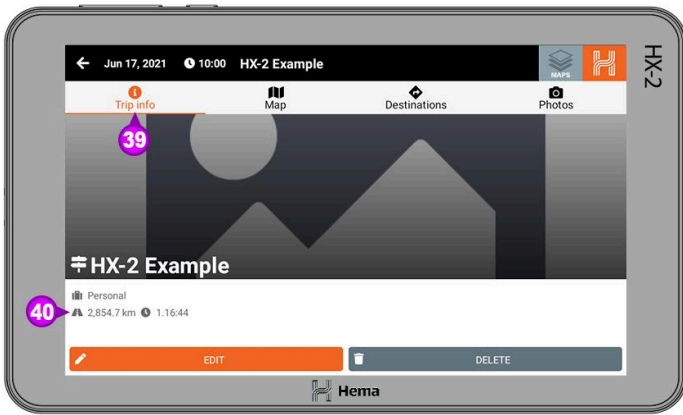 Jun 17, 2021 10:00 HX-2 Example
MAPS
HX-2
Trip info Map Destinations Photos
39
HX-2 Example
Personal
40
2,854.7 km 1.16:44
EDIT DELETE
Hema